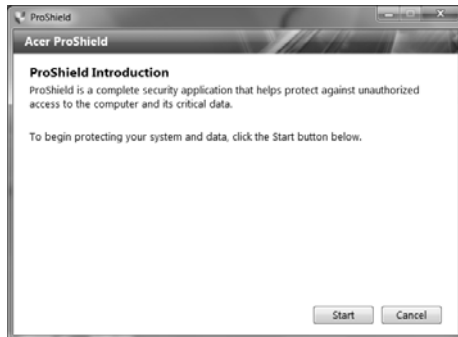 ProShield
Acer ProShield
ProShield Introduction
ProShield is a complete security application that helps protect against unauthorized
access to the computer and its critical data.
To begin protecting your system and data, click the Start button below.
Start Cancel